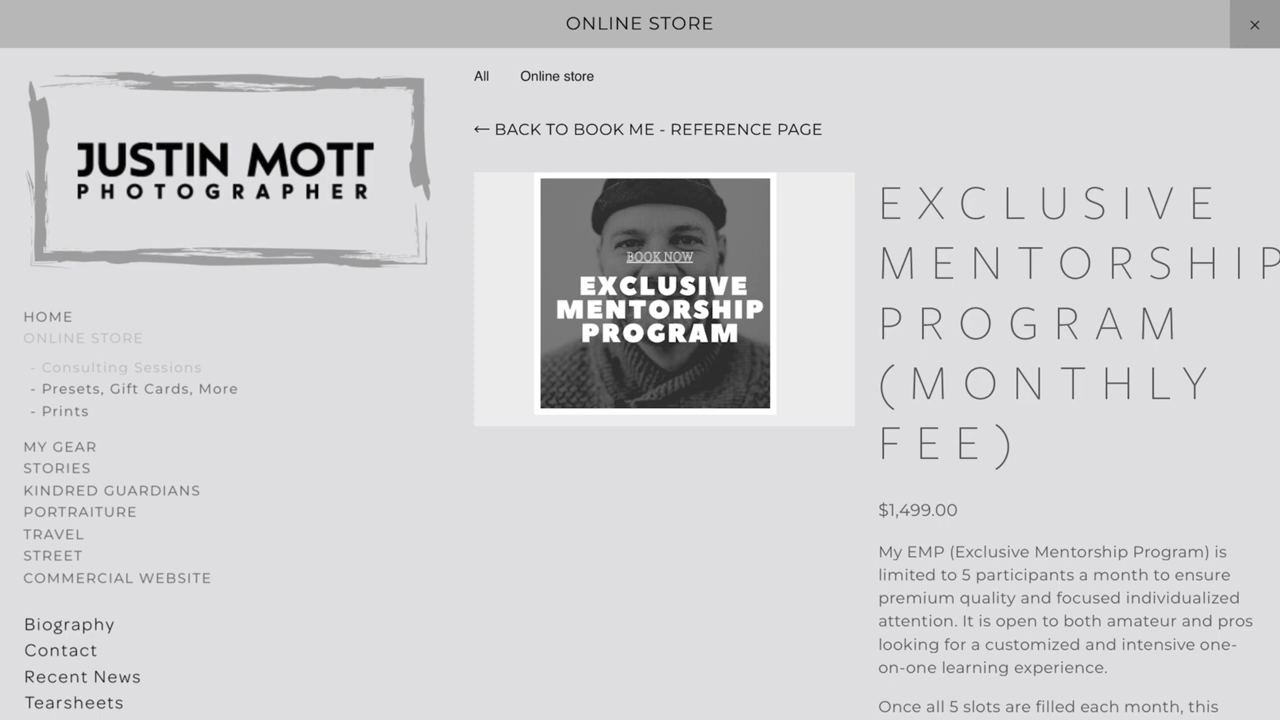 ONLINE STORE
×
JUSTIN MOTT
PHOTOGRAPHER
HOME
ONLINE STORE
- Consulting Sessions
- Presets, Gift Cards, More
- Prints
MY GEAR
STORIES
KINDRED GUARDIANS
PORTRAITURE
TRAVEL
STREET
COMMERCIAL WEBSITE
Biography
Contact
Recent News
Tearsheets
All Online store
← BACK TO BOOK ME - REFERENCE PAGE
BOOK NOW
EXCLUSIVE
MENTORSHIP
PROGRAM
EXCLUSIVE
MENTORSHIP
PROGRAM
(MONTHLY
FEE)
$1,499.00
My EMP (Exclusive Mentorship Program) is
limited to 5 participants a month to ensure
premium quality and focused individualized
attention. It is open to both amateur and pros
looking for a customized and intensive one-
on-one learning experience.
Once all 5 slots are filled each month, this